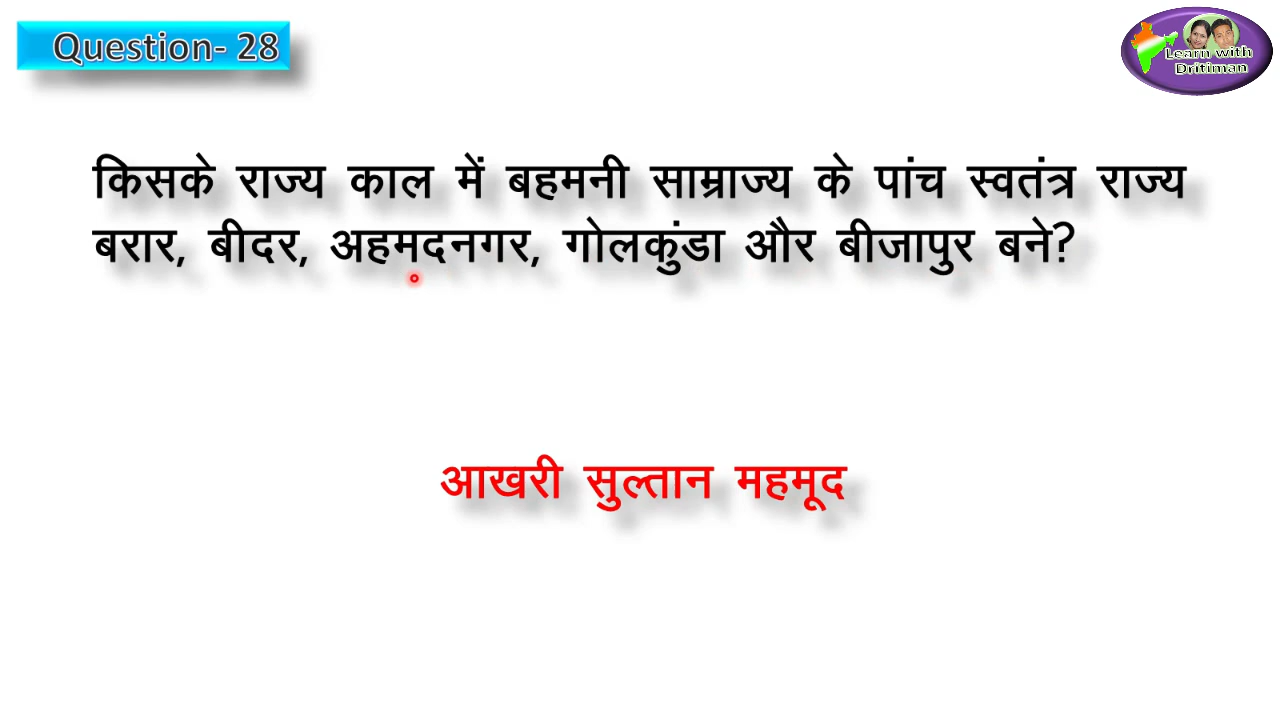 Question- 28
Learn with
Dritiman
किसके राज्य काल में बहमनी साम्राज्य के पांच स्वतंत्र राज्य
बरार, बीदर, अहमदनगर, गोलकुंडा और बीजापुर बने?
आखरी सुल्तान महमूद